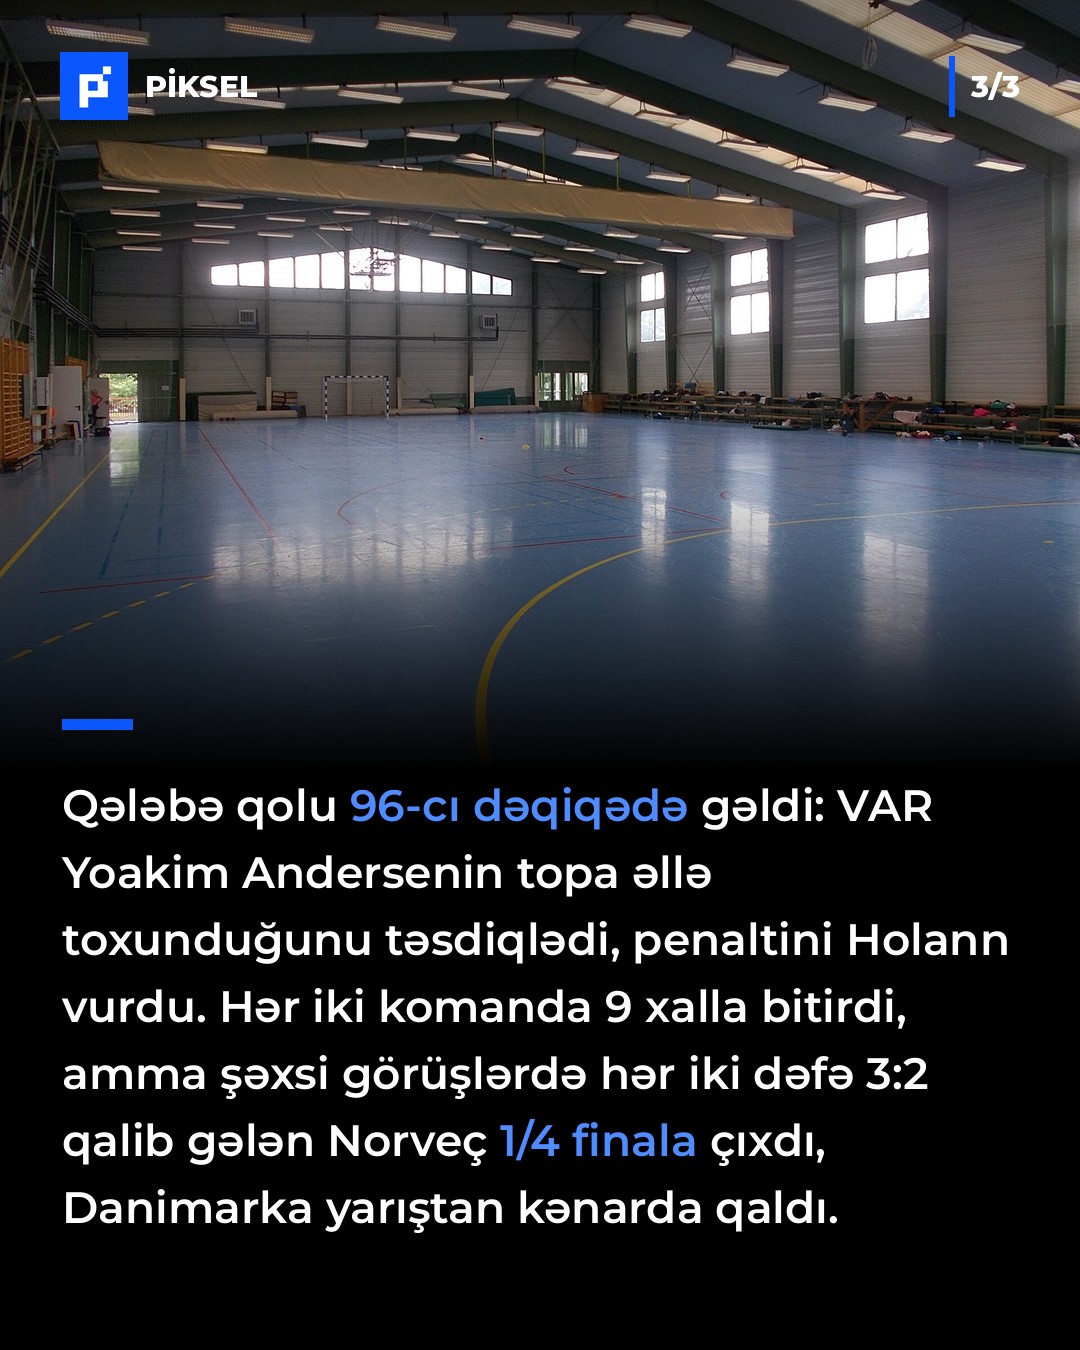 PİKSEL
3/3
Qələbə qolu 96-cı dəqiqədə gəldi: VAR
Yoakim Andersenin topa əllə
toxunduğunu təsdiqlədi, penaltini Holann
vurdu. Hər iki komanda 9 xalla bitirdi,
amma şəxsi görüşlərdə hər iki dəfə 3:2
qalib gələn Norveç 1/4 finala çıxdı,
Danimarka yarıştan kənarda qaldı.